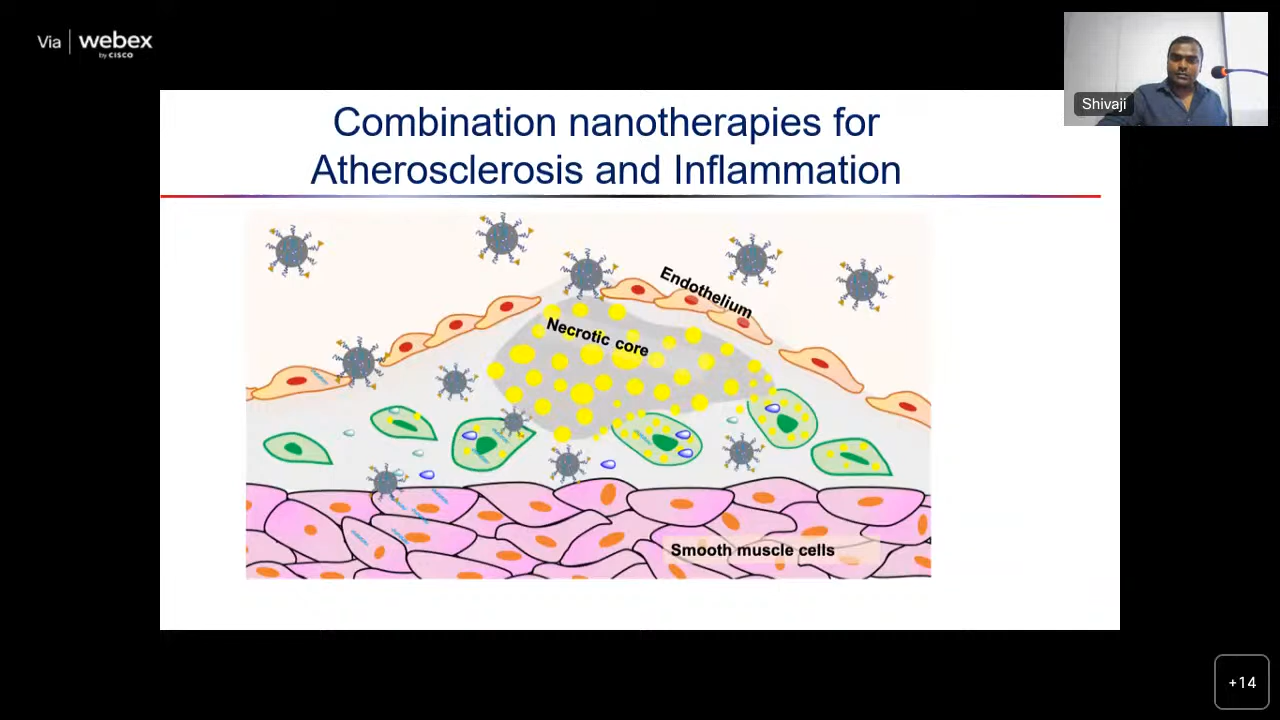 Via webex
by CISCO
Shivaji
Combination nanotherapies for
Atherosclerosis and Inflammation
Endothelium
Necrotic core
Smooth muscle cells
+14